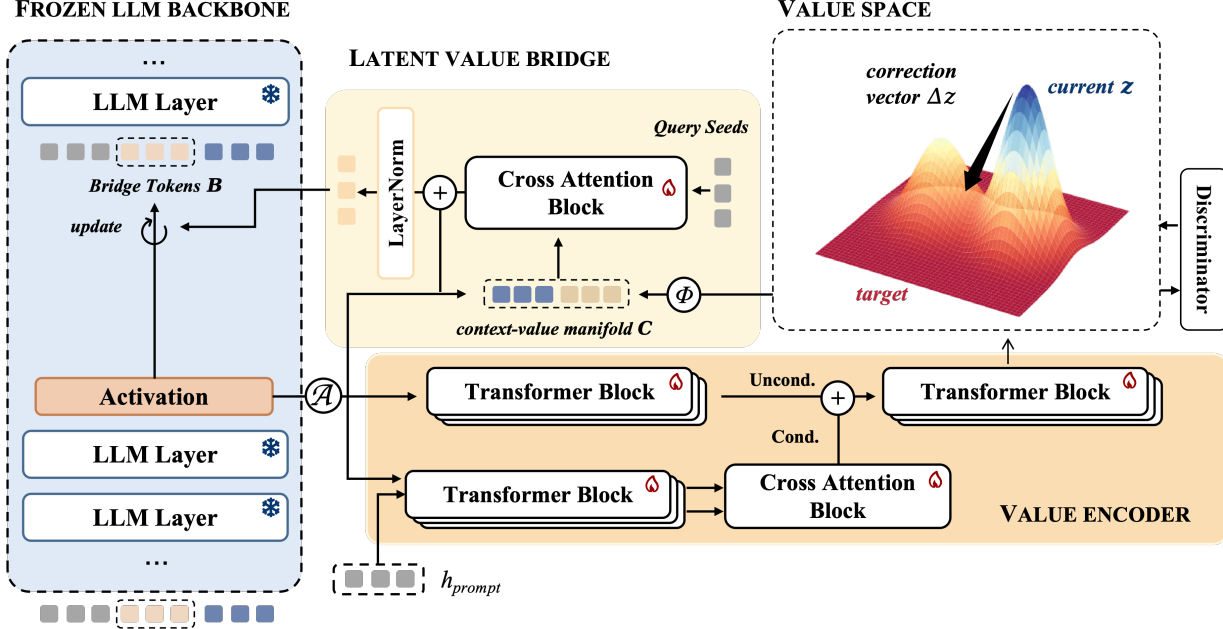 FROZEN LLM BACKBONE
...
LLM Layer
Bridge Tokens B
update
Activation
LLM Layer
LLM Layer
...
LATENT VALUE BRIDGE
LayerNorm
+
Cross Attention
Block
Query Seeds
context-value manifold C
Φ
𝒜
VALUE SPACE
correction
vector Δz
current z
target
Discriminator
Transformer Block
Uncond.
+
Cond.
Transformer Block
Transformer Block
Cross Attention
Block
VALUE ENCODER
h_prompt